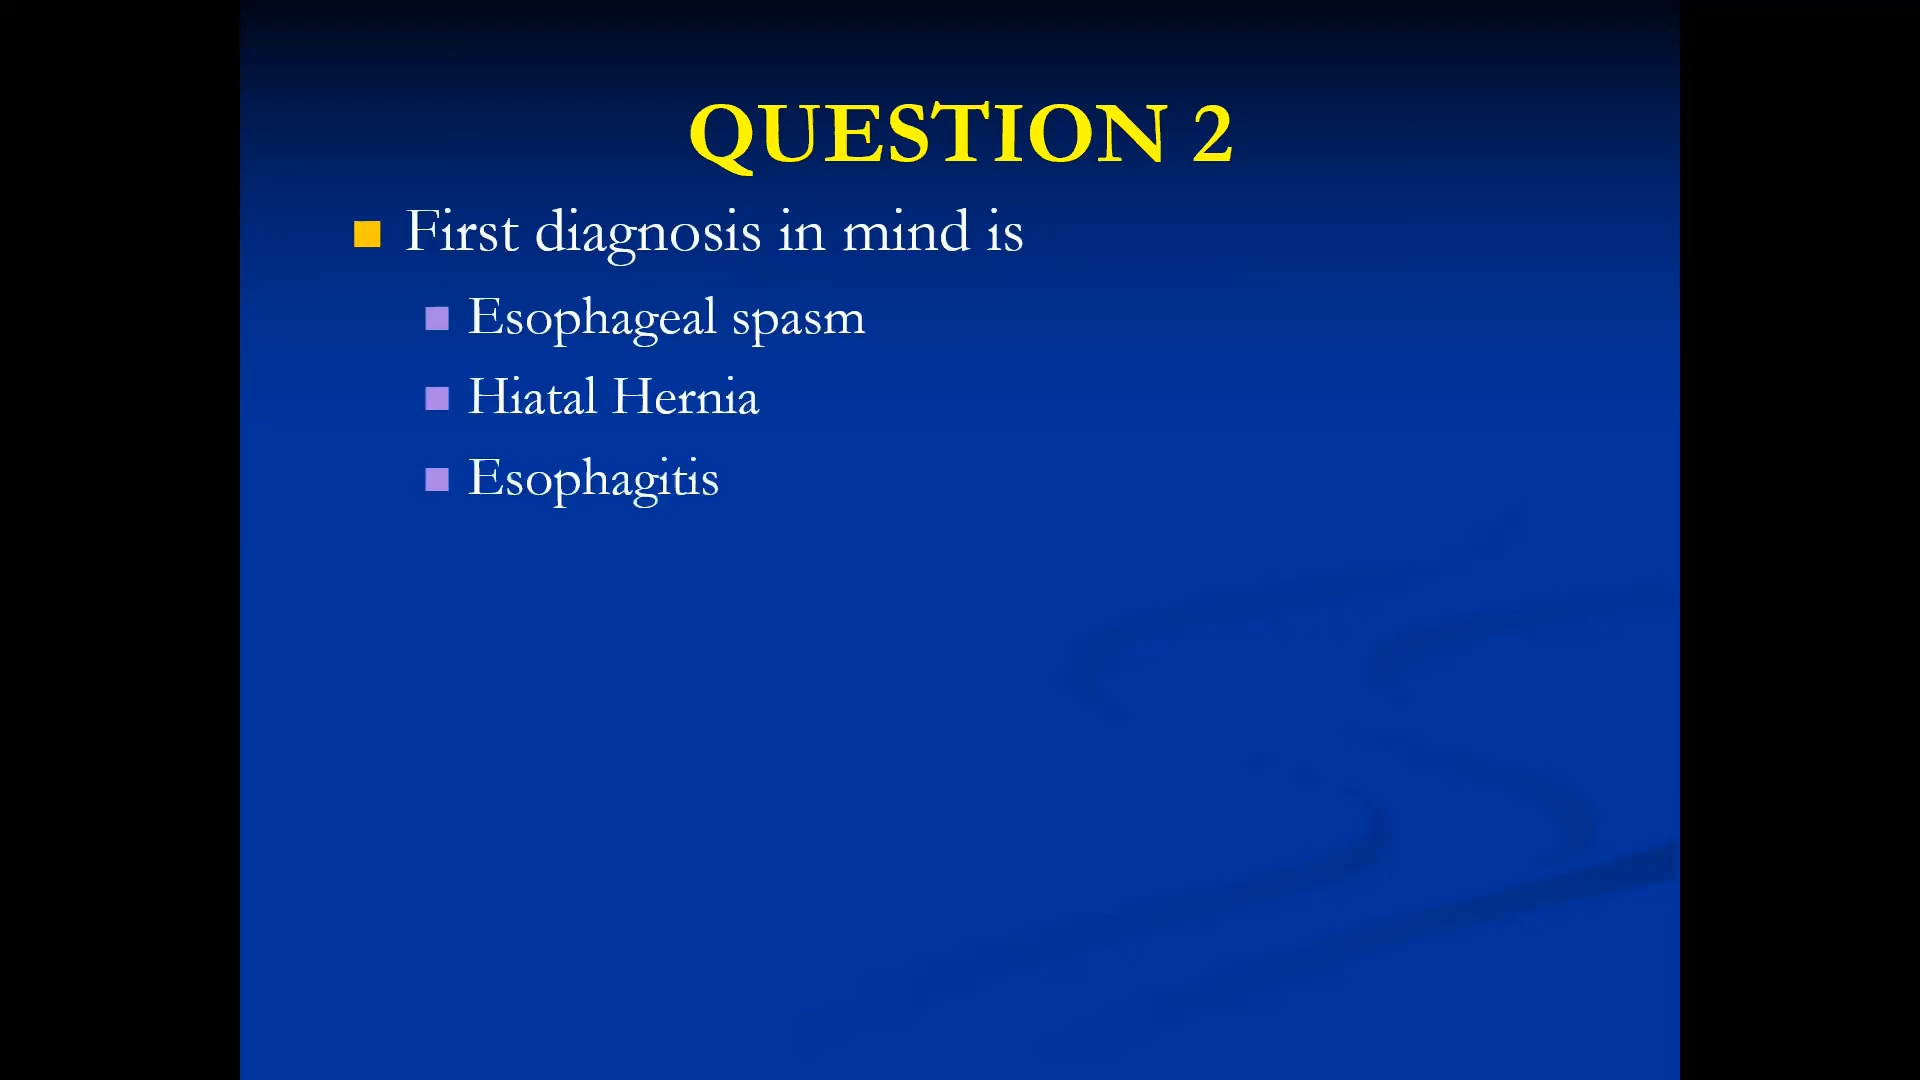 QUESTION 2
First diagnosis in mind is
Esophageal spasm
Hiatal Hernia
Esophagitis